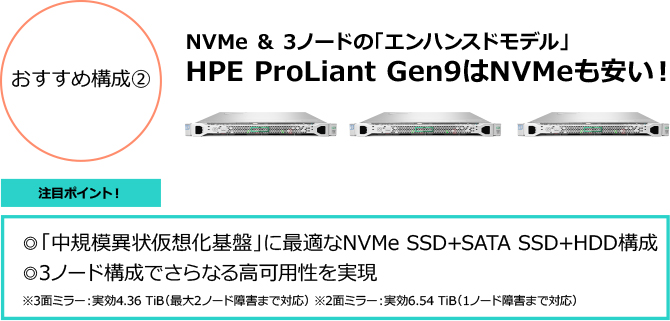 おすすめ構成②
NVMe & 3ノードの「エンハンスドモデル」
HPE ProLiant Gen9はNVMeも安い！
注目ポイント！
◎「中規模異状仮想化基盤」に最適なNVMe SSD+SATA SSD+HDD構成
◎3ノード構成でさらなる高可用性を実現
※3面ミラー：実効4.36 TiB（最大2ノード障害まで対応） ※2面ミラー：実効6.54 TiB（1ノード障害まで対応）